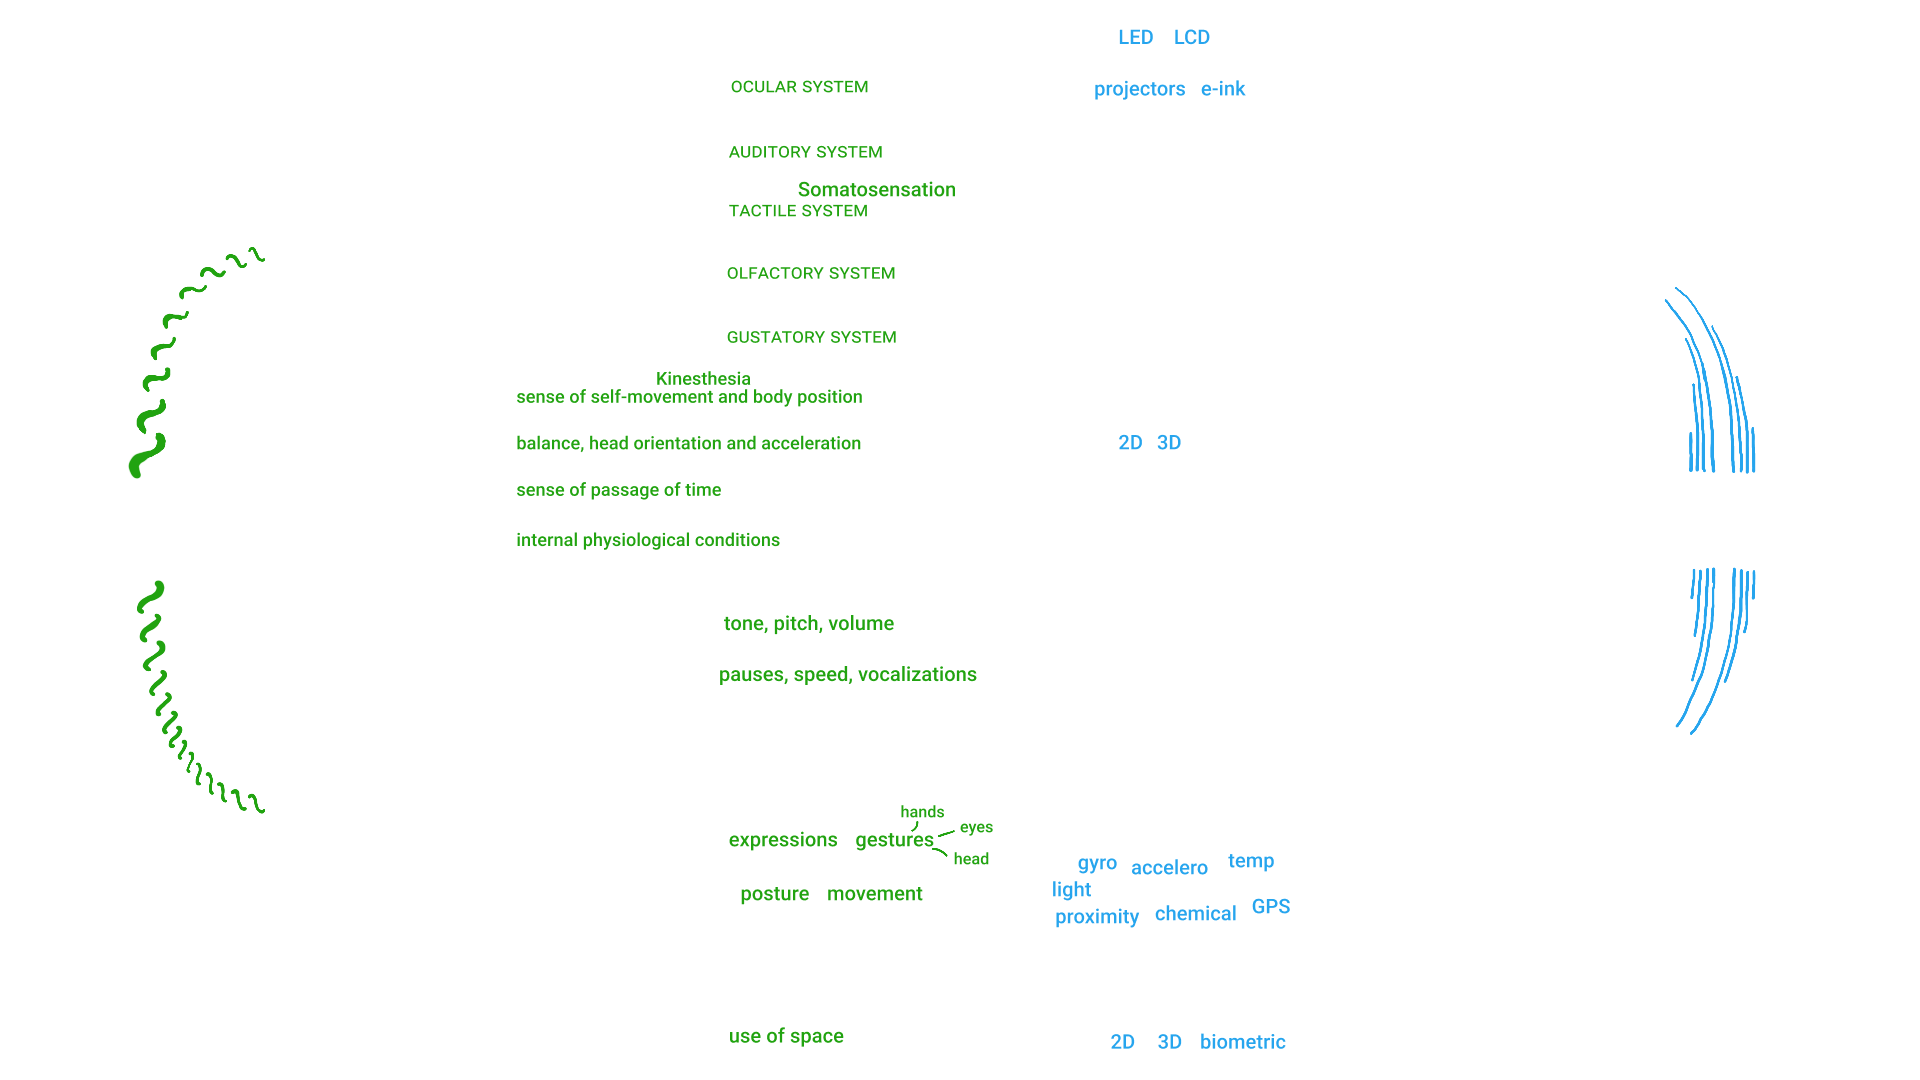 LED LCD
OCULAR SYSTEM
projectors e-ink
AUDITORY SYSTEM
Somatosensation
TACTILE SYSTEM
OLFACTORY SYSTEM
GUSTATORY SYSTEM
Kinesthesia
sense of self-movement and body position
balance, head orientation and acceleration
2D 3D
sense of passage of time
internal physiological conditions
tone, pitch, volume
pauses, speed, vocalizations
hands
eyes
expressions gestures
head
posture movement
gyro accelero temp
light
proximity chemical GPS
use of space
2D 3D biometric